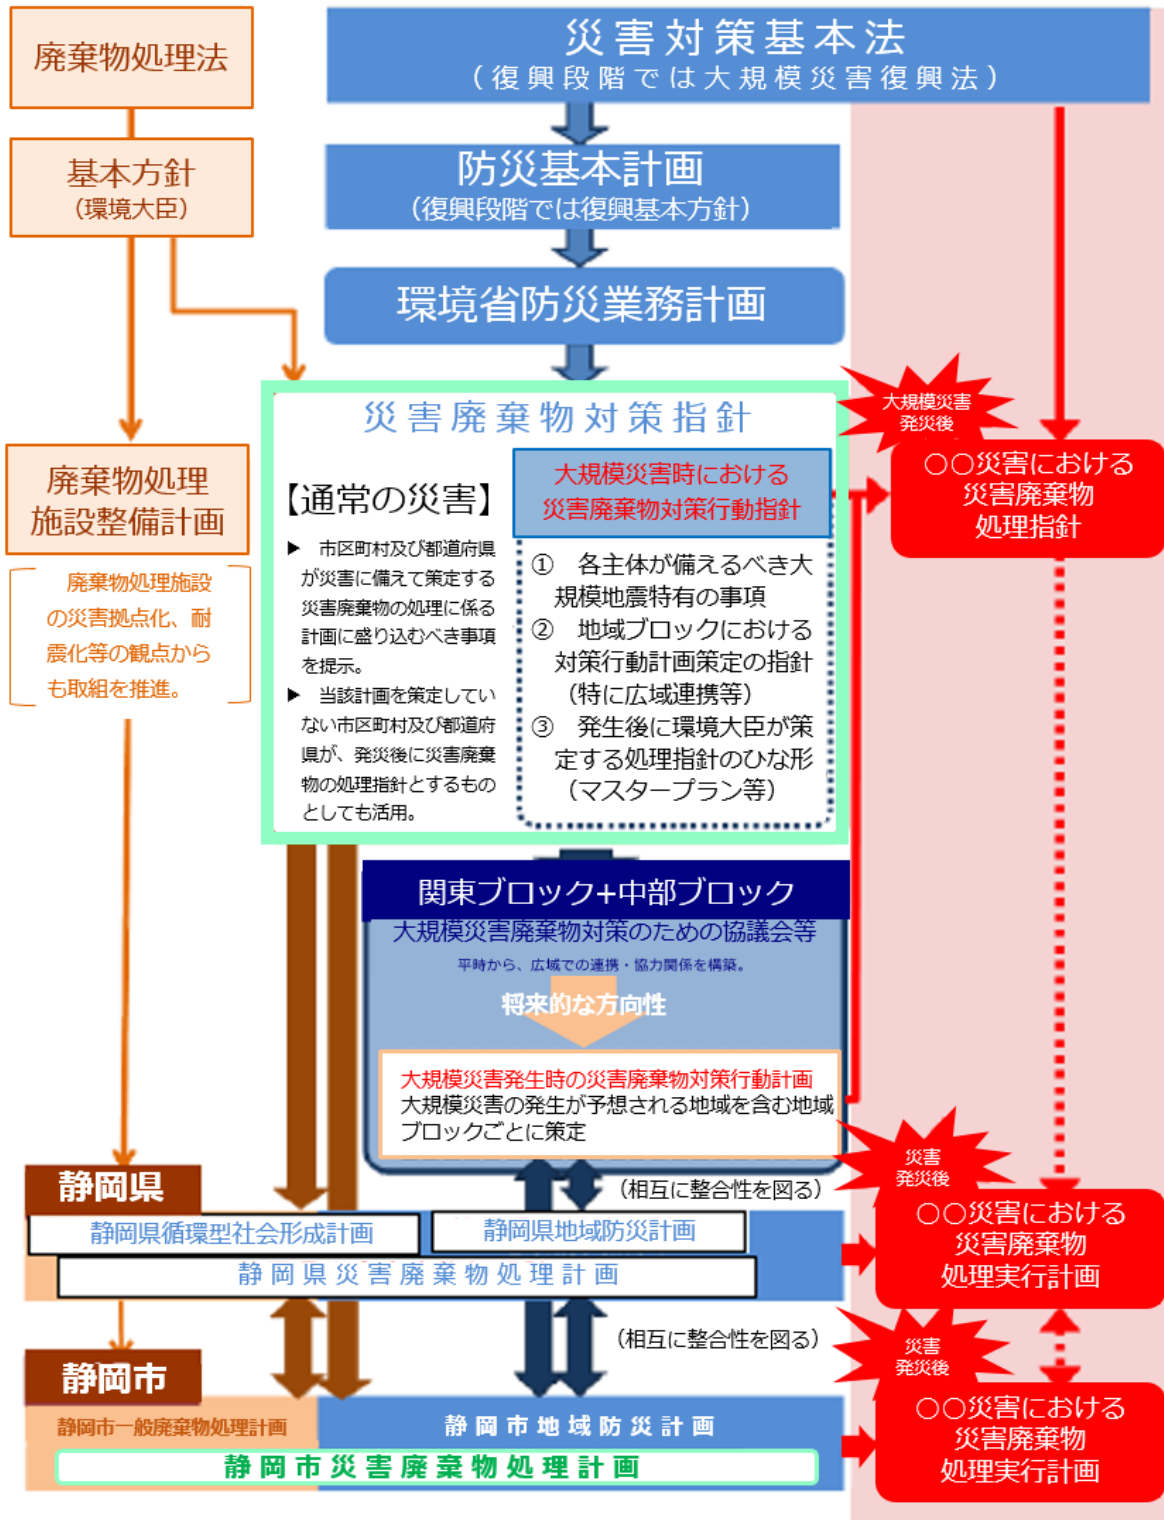 廃棄物処理法
災害対策基本法
（復興段階では大規模災害復興法）
基本方針
（環境大臣）
防災基本計画
（復興段階では復興基本方針）
環境省防災業務計画
災害廃棄物対策指針
【通常の災害】
▶ 市区町村及び都道府県
が災害に備えて策定する
災害廃棄物の処理に係る
計画に盛り込むべき事項
を提示。
▶ 当該計画を策定してい
ない市区町村及び都道府
県が、発災後に災害廃棄
物の処理指針とするもの
としても活用。
大規模災害時における
災害廃棄物対策行動指針
① 各主体が備えるべき大
規模地震特有の事項
② 地域ブロックにおける
対策行動計画策定の指針
（特に広域連携等）
③ 発生後に環境大臣が策
定する処理指針のひな形
（マスタープラン等）
大規模災害
発災後
○○災害における
災害廃棄物
処理指針
廃棄物処理
施設整備計画
廃棄物処理施設
の災害拠点化、耐
震化等の観点から
も取組を推進。
関東ブロック+中部ブロック
大規模災害廃棄物対策のための協議会等
平時から、広域での連携・協力関係を構築。
将来的な方向性
大規模災害発生時の災害廃棄物対策行動計画
大規模災害の発生が予想される地域を含む地域
ブロックごとに策定
（相互に整合性を図る）
災害
発災後
○○災害における
災害廃棄物
処理実行計画
静岡県
静岡県循環型社会形成計画
静岡県地域防災計画
静岡県災害廃棄物処理計画
（相互に整合性を図る）
災害
発災後
○○災害における
災害廃棄物
処理実行計画
静岡市
静岡市一般廃棄物処理計画
静岡市地域防災計画
静岡市災害廃棄物処理計画